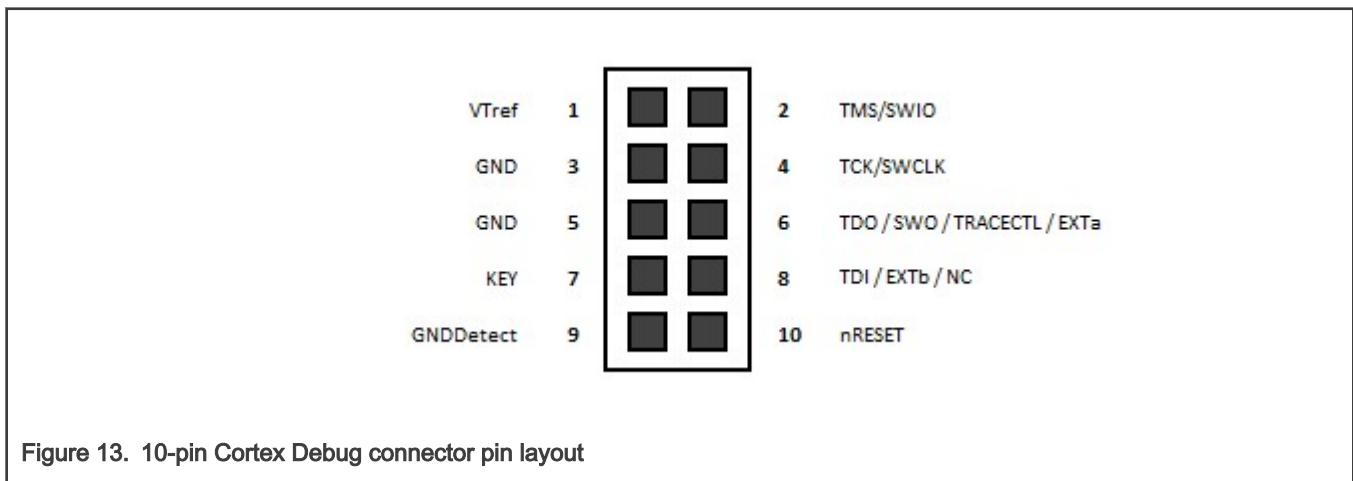 VTref 1 2 TMS/SWIO
GND 3 4 TCK/SWCLK
GND 5 6 TDO / SWO / TRACECTL / EXTa
KEY 7 8 TDI / EXTb / NC
GNDDetect 9 10 nRESET
Figure 13. 10-pin Cortex Debug connector pin layout